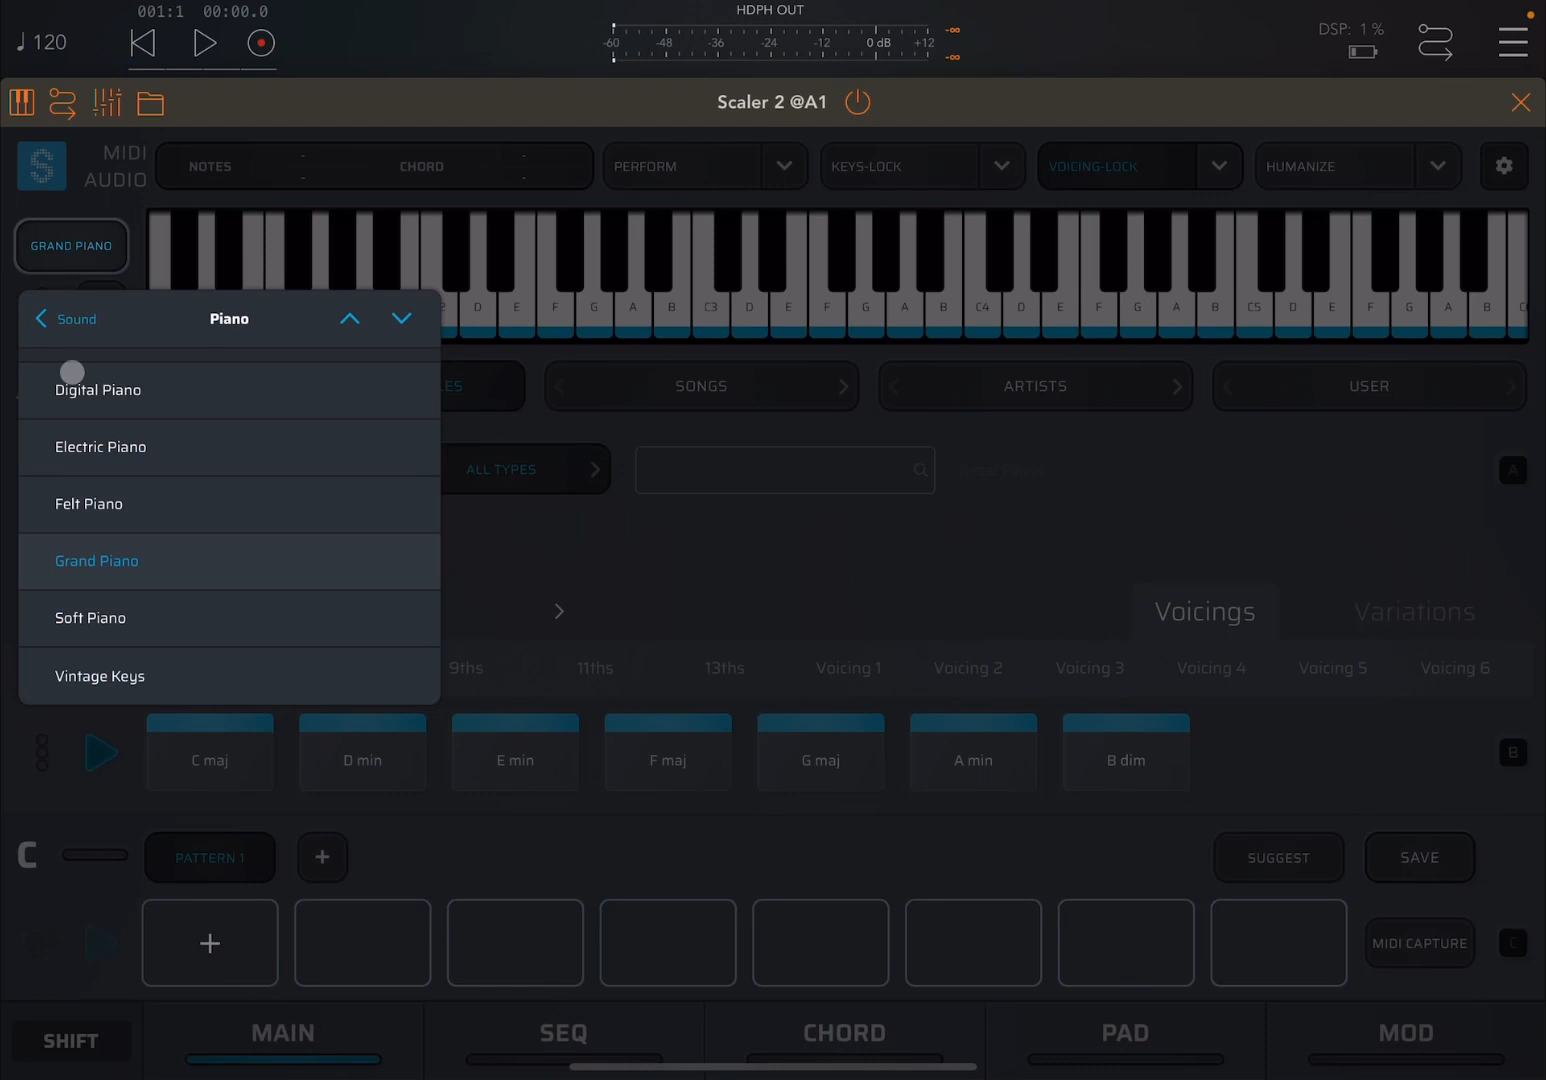 001:1 00:00.0
HDPH OUT
♩120
-60 -48 -36 -24 -12 0 dB +12
-∞
-∞
DSP: 1 %
Scaler 2 @A1
S
MIDI
AUDIO
NOTES - - CHORD - -
PERFORM
KEYS-LOCK
VOICING-LOCK
HUMANIZE
GRAND PIANO
D E F G A B C3 D E F G A B C4 D E F G A B C5 D E F G A B
Sound
Piano
Digital Piano
Electric Piano
Felt Piano
Grand Piano
Soft Piano
Vintage Keys
SONGS
ARTISTS
USER
ALL TYPES
A
Voicings
Variations
9ths 11ths 13ths Voicing 1 Voicing 2 Voicing 3 Voicing 4 Voicing 5 Voicing 6
C maj D min E min F maj G maj A min B dim
B
C
PATTERN 1
+
SUGGEST
SAVE
+
MIDI CAPTURE
C
SHIFT
MAIN
SEQ
CHORD
PAD
MOD